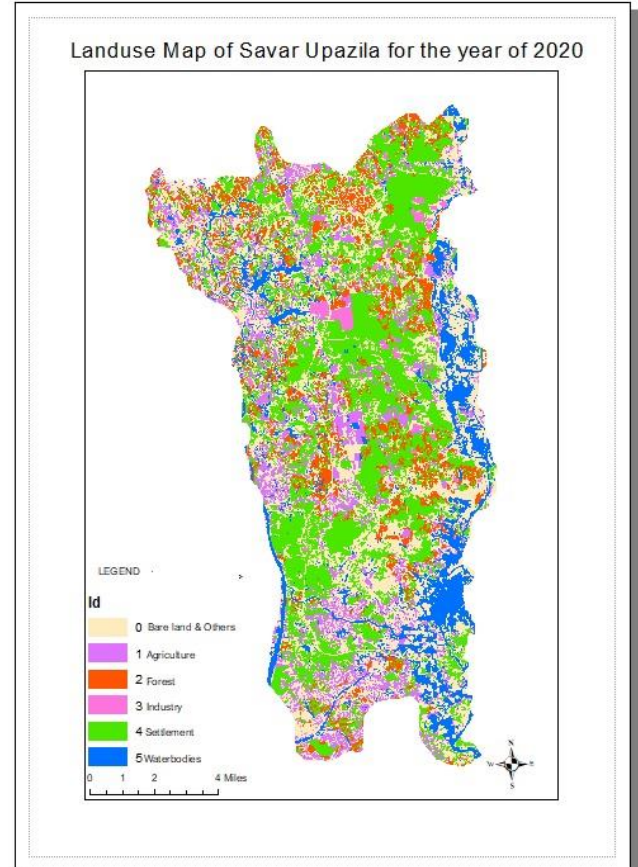 Landuse Map of Savar Upazila for the year of 2020
LEGEND
Id
0 Bare land & Others
1 Agriculture
2 Forest
3 Industry
4 Settlement
5 Waterbodies
0 1 2 4 Miles
N
W E
S